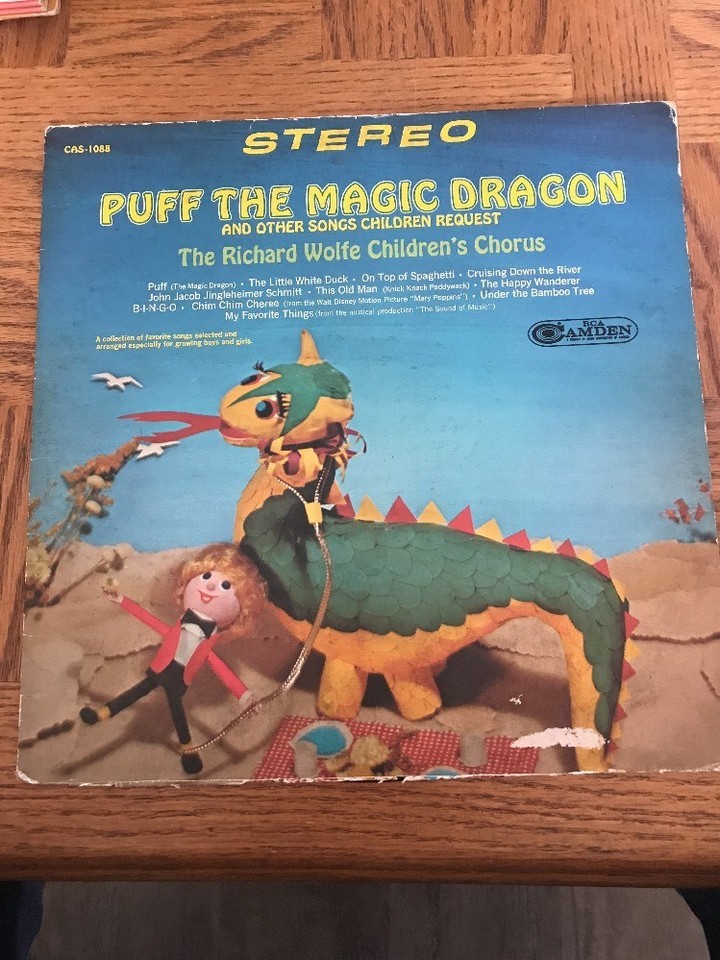 STEREO
CAS-1088
PUFF THE MAGIC DRAGON
AND OTHER SONGS CHILDREN REQUEST
The Richard Wolfe Children's Chorus
Puff (The Magic Dragon) • The Little White Duck • On Top of Spaghetti • Cruising Down the River
John Jacob Jingleheimer Schmitt • This Old Man (Knick Knack Paddywack) • The Happy Wanderer
B-I-N-G-O • Chim Chim Cheree (from the Walt Disney Motion Picture "Mary Poppins") • Under the Bamboo Tree
My Favorite Things (from the musical production "The Sound of Music")
A collection of favorite songs selected and
arranged especially for growing boys and girls.
RCA
CAMDEN